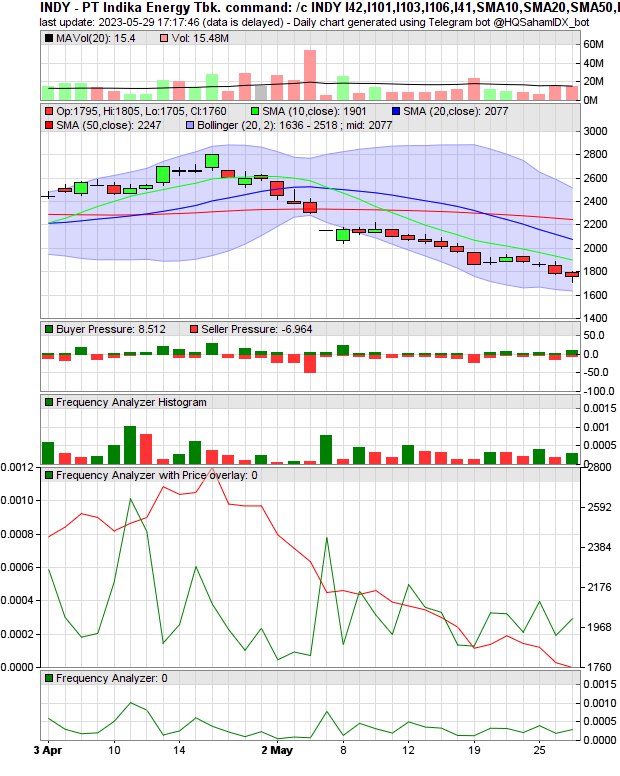 INDY - PT Indika Energy Tbk. command: /c INDY I42,I101,I103,I106,I41,SMA10,SMA20,SMA50,I
last update: 2023-05-29 17:17:46 (data is delayed) - Daily chart generated using Telegram bot @HQSahamIDX_bot
MAVol(20): 15.4 Vol: 15.48M
60M
40M
20M
0M
Op:1795, Hi:1805, Lo:1705, Cl:1760 SMA (10,close): 1901 SMA (20,close): 2077
SMA (50,close): 2247 Bollinger (20, 2): 1636 - 2518 ; mid: 2077
3000
2800
2600
2400
2200
2000
1800
1600
1400
Buyer Pressure: 8.512 Seller Pressure: -6.964
50.0
0.0
-50.0
-100.0
Frequency Analyzer Histogram
0.0015
0.001
0.0005
0
0.0012 2800
Frequency Analyzer with Price overlay: 0
0.0010
2592
0.0008
2384
0.0006
2176
0.0004
0.0002 1968
0.0000 1760
Frequency Analyzer: 0
0.0015
0.0010
0.0005
0.0000
3 Apr 10 14 2 May 8 12 19 25